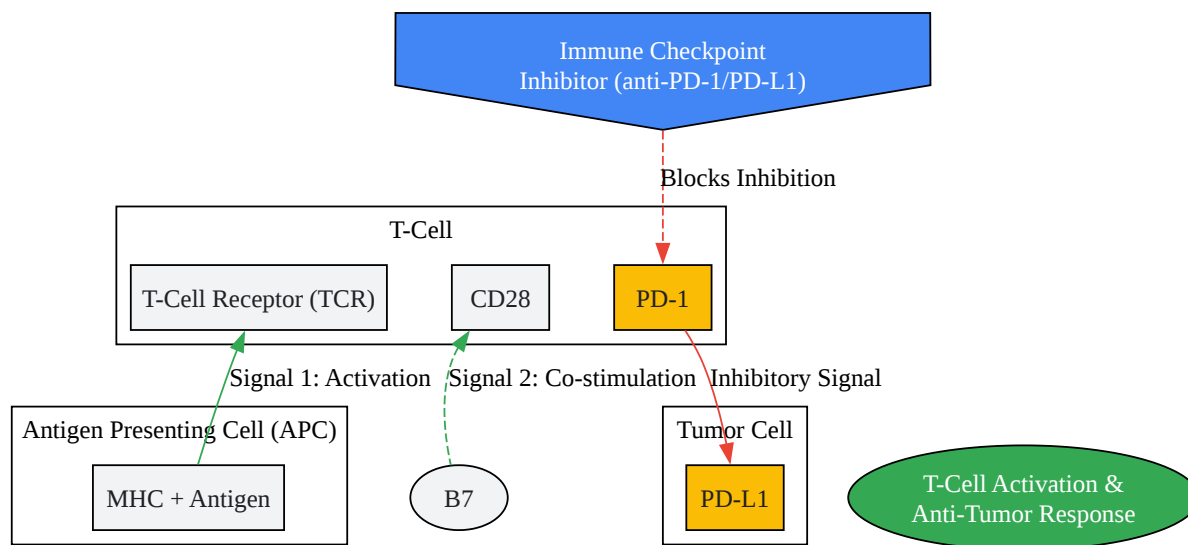 Immune Checkpoint
Inhibitor (anti-PD-1/PD-L1)
Blocks Inhibition
T-Cell
T-Cell Receptor (TCR)
CD28
PD-1
Signal 1: Activation
Signal 2: Co-stimulation
Inhibitory Signal
Antigen Presenting Cell (APC)
Tumor Cell
MHC + Antigen
B7
PD-L1
T-Cell Activation &
Anti-Tumor Response